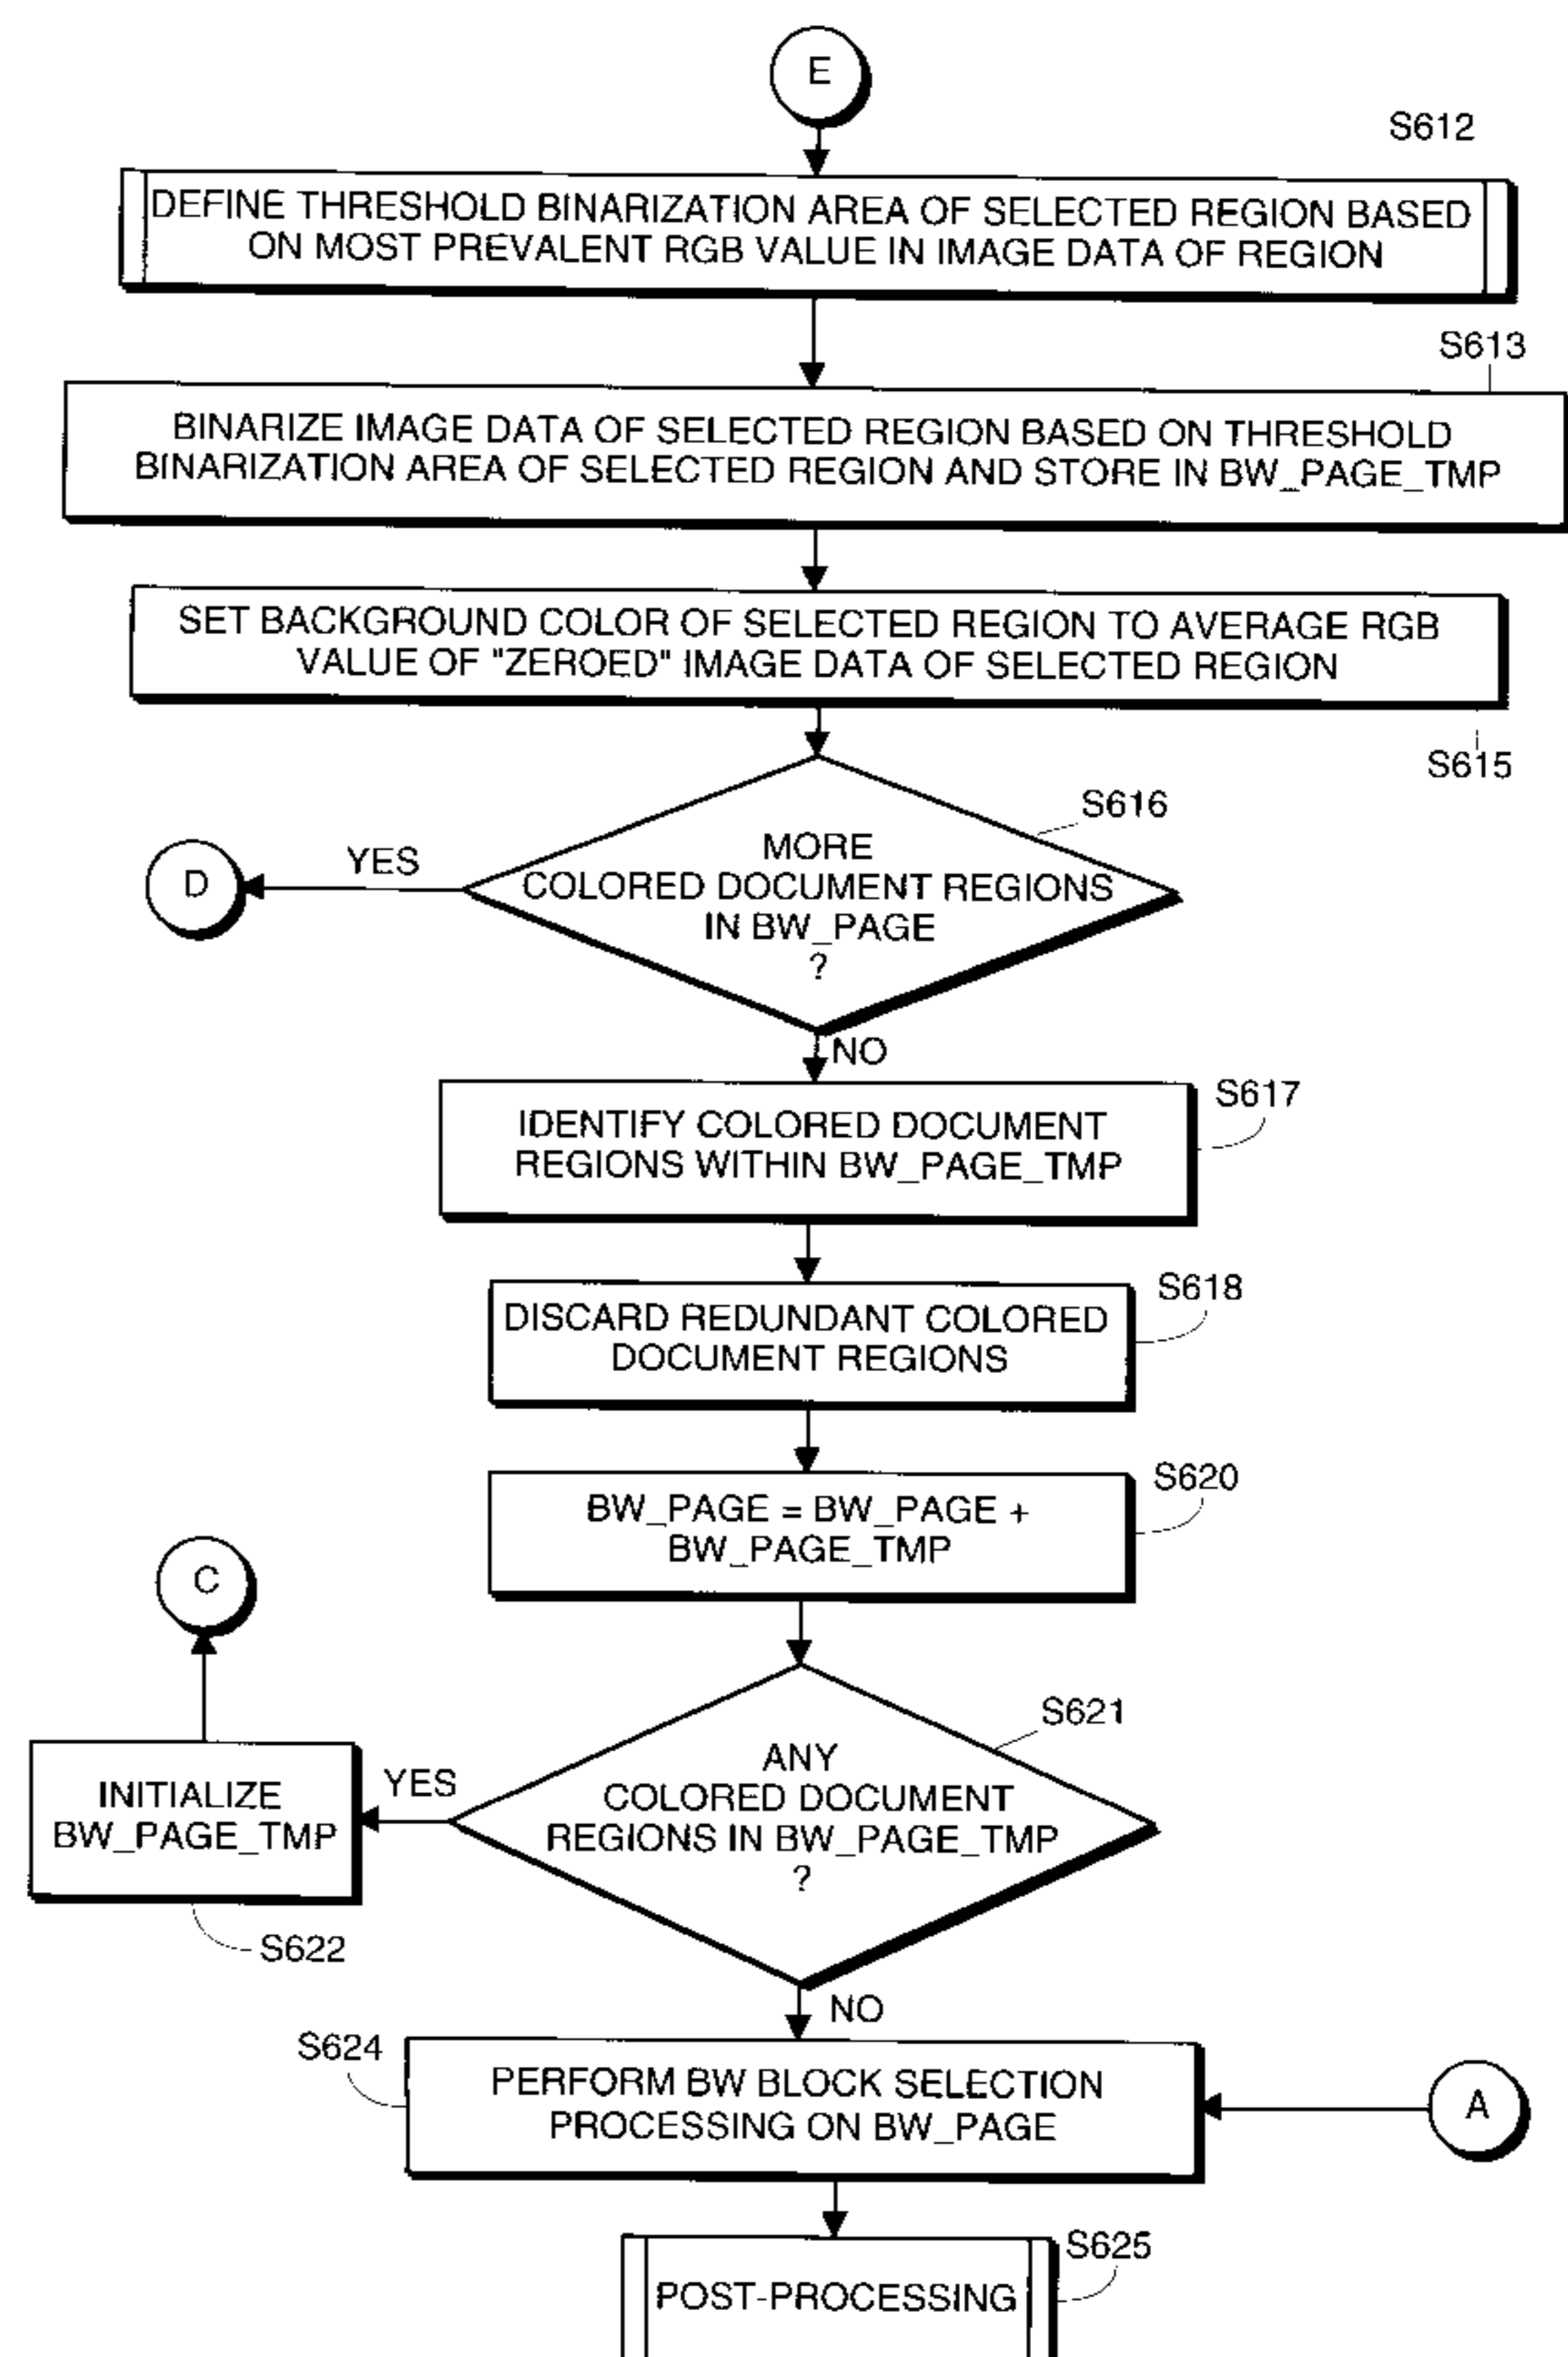 E
S612
DEFINE THRESHOLD BINARIZATION AREA OF SELECTED REGION BASED
ON MOST PREVALENT RGB VALUE IN IMAGE DATA OF REGION
S613
BINARIZE IMAGE DATA OF SELECTED REGION BASED ON THRESHOLD
BINARIZATION AREA OF SELECTED REGION AND STORE IN BW_PAGE_TMP
SET BACKGROUND COLOR OF SELECTED REGION TO AVERAGE RGB
VALUE OF "ZEROED" IMAGE DATA OF SELECTED REGION
S615
S616
MORE
COLORED DOCUMENT REGIONS
IN BW_PAGE
?
YES
D
NO
S617
IDENTIFY COLORED DOCUMENT
REGIONS WITHIN BW_PAGE_TMP
S618
DISCARD REDUNDANT COLORED
DOCUMENT REGIONS
S620
BW_PAGE = BW_PAGE +
BW_PAGE_TMP
C
S621
ANY
COLORED DOCUMENT
REGIONS IN BW_PAGE_TMP
?
YES
INITIALIZE
BW_PAGE_TMP
S622
NO
S624
PERFORM BW BLOCK SELECTION
PROCESSING ON BW_PAGE
A
S625
POST-PROCESSING